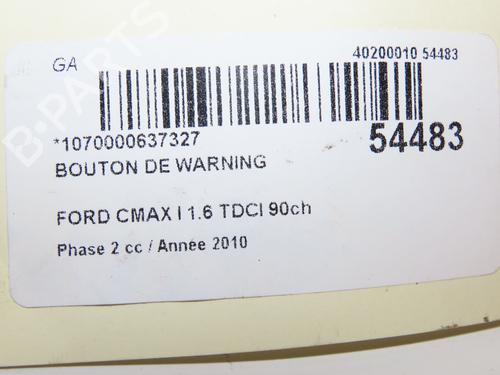 GA
40200010 54483
*1070000637327
54483
BOUTON DE WARNING
FORD CMAX I 1.6 TDCI 90ch
Phase 2 cc / Année 2010
B-PARTS